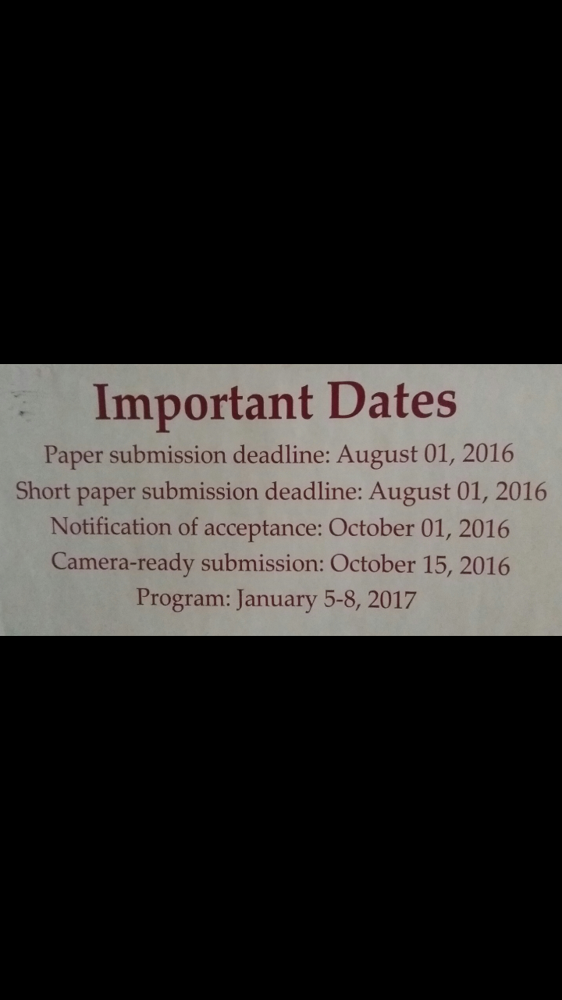 Important Dates
Paper submission deadline: August 01, 2016
Short paper submission deadline: August 01, 2016
Notification of acceptance: October 01, 2016
Camera-ready submission: October 15, 2016
Program: January 5-8, 2017